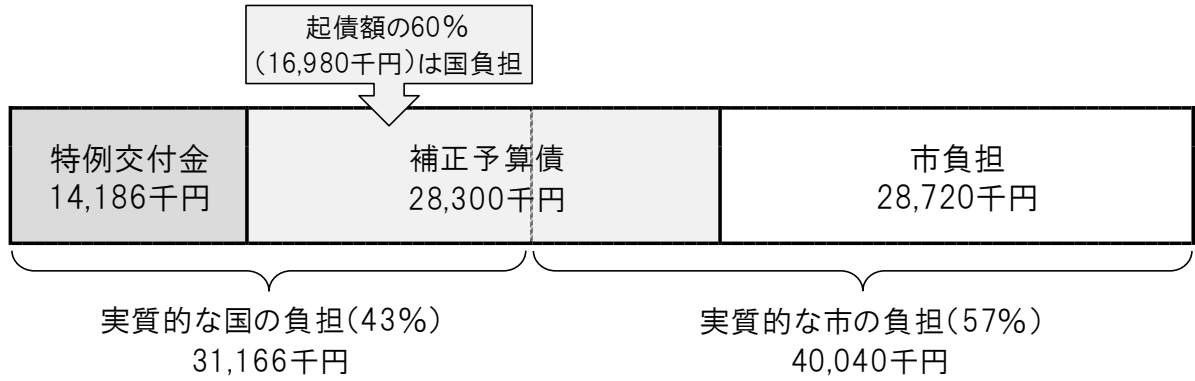 起債額の60%
(16,980千円)は国負担
特例交付金
14,186千円
補正予算債
28,300千円
市負担
28,720千円
実質的な国の負担(43%)
31,166千円
実質的な市の負担(57%)
40,040千円